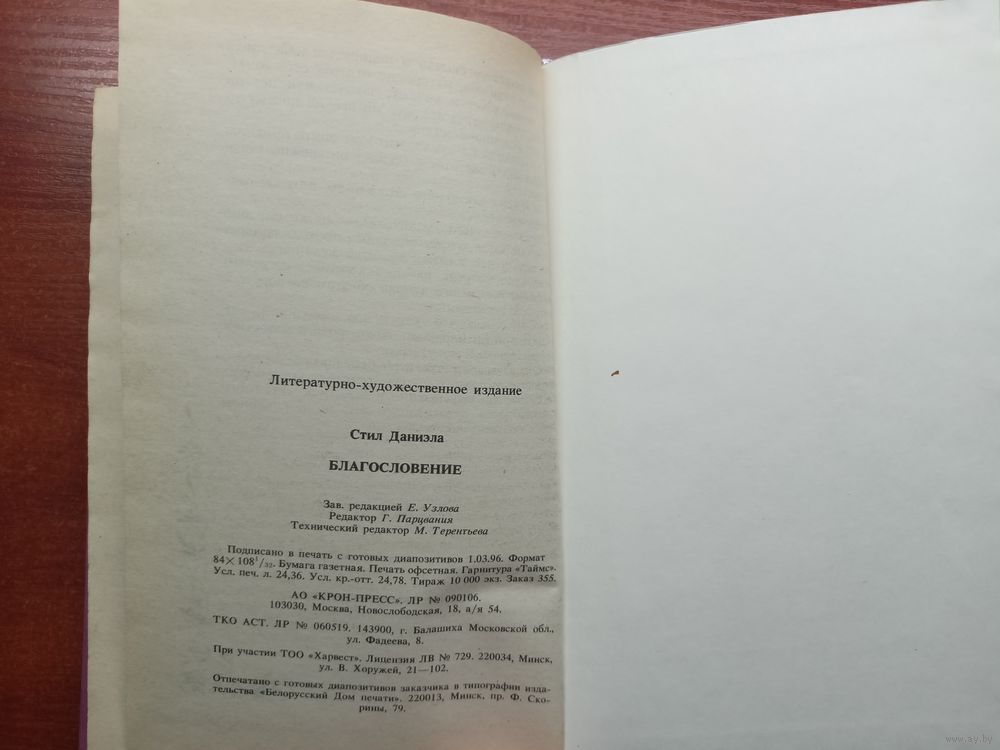 Литературно-художественное издание
Стил Даниэла
БЛАГОСЛОВЕНИЕ
Зав. редакцией Е. Узлова
Редактор Г. Парцвания
Технический редактор М. Терентьева
Подписано в печать с готовых диапозитивов 1.03.96. Формат
84×108¹/₃₂. Бумага газетная. Печать офсетная. Гарнитура «Таймс».
Усл. печ. л. 24,36. Усл. кр.-отт. 24,78. Тираж 10 000 экз. Заказ 355.
АО «КРОН-ПРЕСС». ЛР № 090106.
103030, Москва, Новослободская, 18, а/я 54.
ТКО АСТ. ЛР № 060519. 143900, г. Балашиха Московской обл.,
ул. Фадеева, 8.
При участии ТОО «Харвест». Лицензия ЛВ № 729. 220034, Минск,
ул. В. Хоружей, 21—102.
Отпечатано с готовых диапозитивов заказчика в типографии изда-
тельства «Белорусский Дом печати». 220013, Минск, пр. Ф. Ско-
рины, 79.
www.ay.by